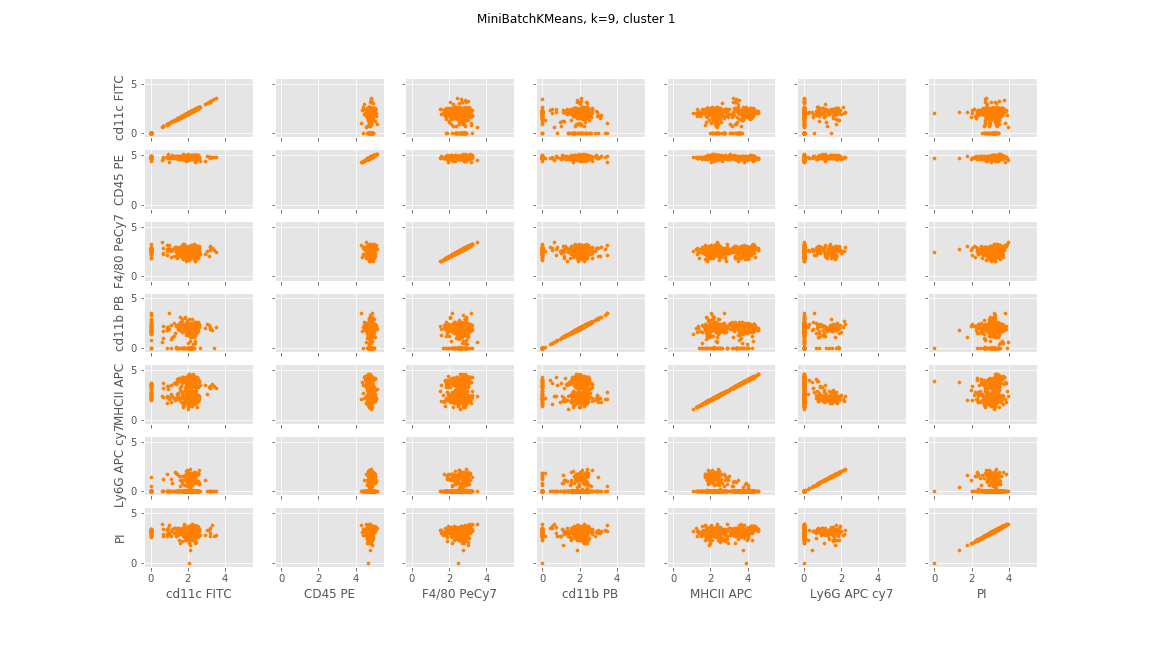 MiniBatchKMeans, k=9, cluster 1
cd11c FITC
5
0
CD45 PE
5
0
F4/80 PeCy7
5
0
cd11b PB
5
0
MHCII APC
5
0
Ly6G APC cy7
5
0
PI
5
0
0 2 4 0 2 4 0 2 4 0 2 4 0 2 4 0 2 4 0 2 4
cd11c FITC CD45 PE F4/80 PeCy7 cd11b PB MHCII APC Ly6G APC cy7 PI